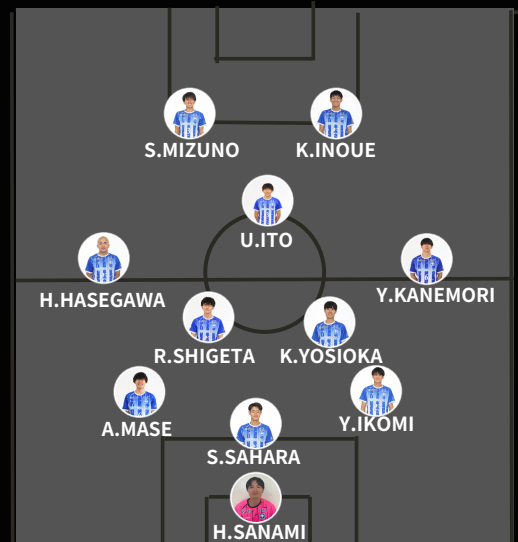 S.MIZUNO
K.INOUE
U.ITO
H.HASEGAWA
Y.KANEMORI
R.SHIGETA
K.YOSIOKA
A.MASE
Y.IKOMI
S.SAHARA
H.SANAMI